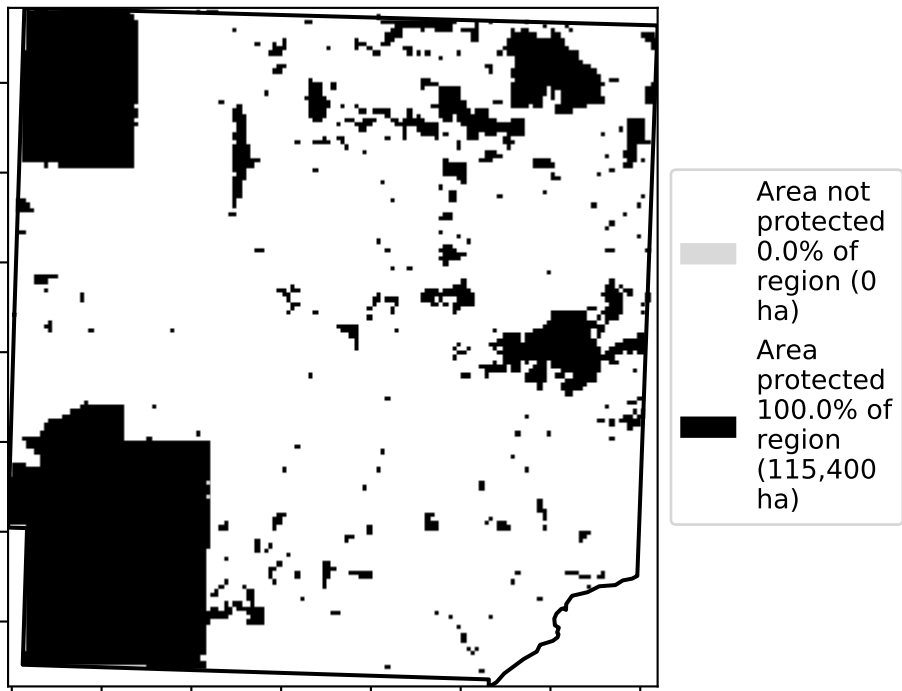 Area not
protected
0.0% of
region (0
ha)
Area
protected
100.0% of
region
(115,400
ha)